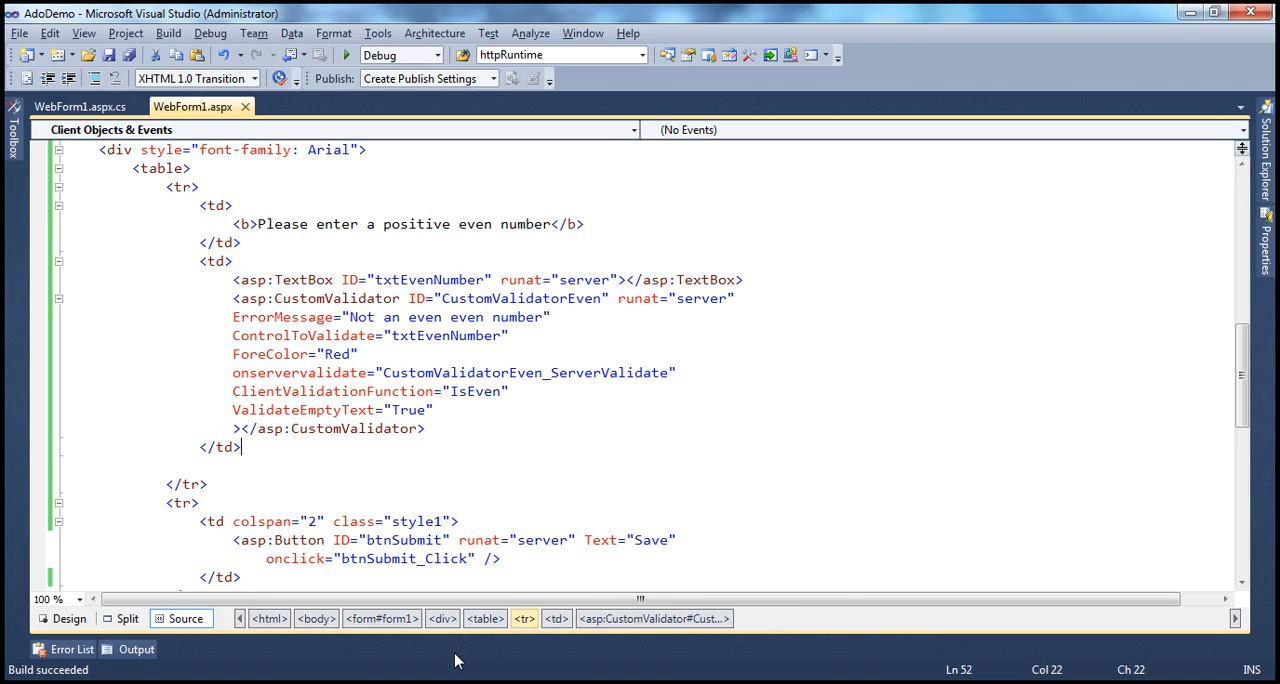 AdoDemo - Microsoft Visual Studio (Administrator)
File Edit View Project Build Debug Team Data Format Tools Architecture Test Analyze Window Help
Debug httpRuntime
XHTML 1.0 Transition Publish: Create Publish Settings
WebForm1.aspx.cs WebForm1.aspx
Toolbox
Client Objects & Events (No Events)
<div style="font-family: Arial">
<table>
<tr>
<td>
<b>Please enter a positive even number</b>
</td>
<td>
<asp:TextBox ID="txtEvenNumber" runat="server"></asp:TextBox>
<asp:CustomValidator ID="CustomValidatorEven" runat="server"
ErrorMessage="Not an even even number"
ControlToValidate="txtEvenNumber"
ForeColor="Red"
onservervalidate="CustomValidatorEven_ServerValidate"
ClientValidationFunction="IsEven"
ValidateEmptyText="True"
></asp:CustomValidator>
</td>
</tr>
<tr>
<td colspan="2" class="style1">
<asp:Button ID="btnSubmit" runat="server" Text="Save"
onclick="btnSubmit_Click" />
</td>
Solution Explorer
Properties
100 %
Design Split Source <html> <body> <form#form1> <div> <table> <tr> <td> <asp:CustomValidator#Cust...>
Error List Output
Build succeeded Ln 52 Col 22 Ch 22 INS